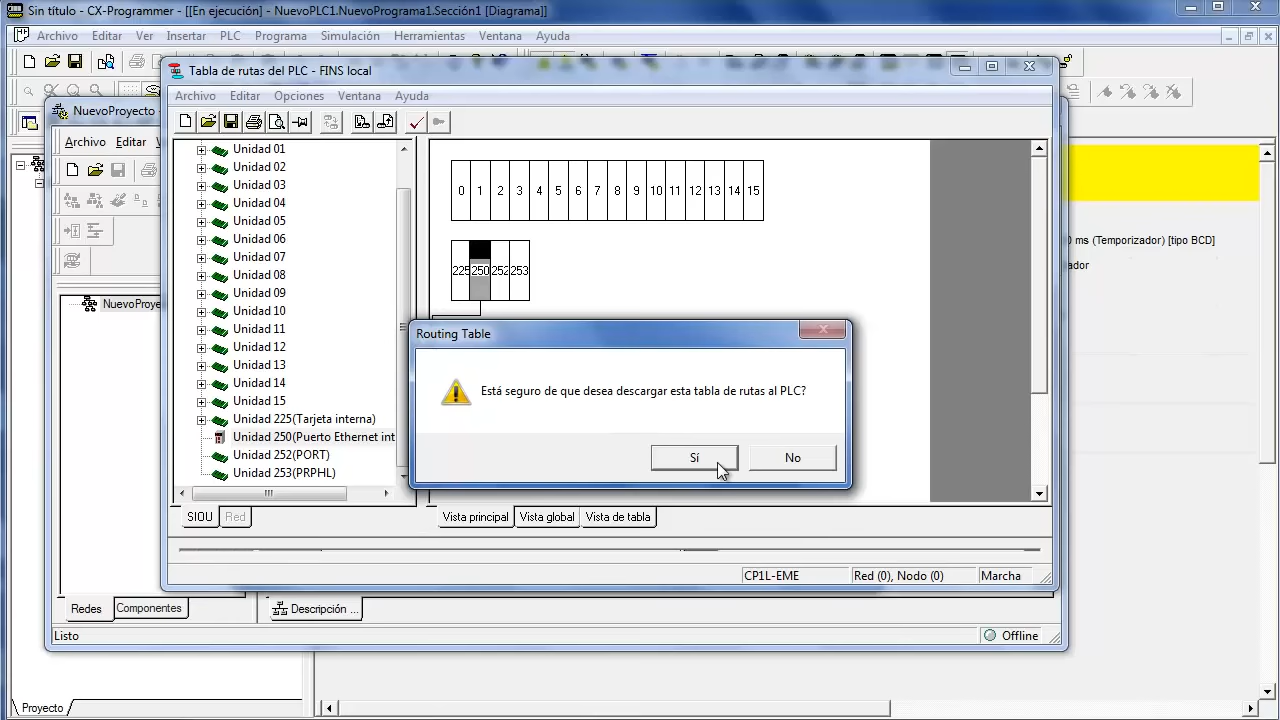 Sin título - CX-Programmer - [[En ejecución] - NuevoPLC1.NuevoPrograma1.Sección1 [Diagrama]]
Archivo Editar Ver Insertar PLC Programa Simulación Herramientas Ventana Ayuda
Tabla de rutas del PLC - FINS local
Archivo Editar Opciones Ventana Ayuda
NuevoProyecto
Archivo Editar
Unidad 01
Unidad 02
Unidad 03
Unidad 04
Unidad 05
Unidad 06
Unidad 07
Unidad 08
Unidad 09
Unidad 10
Unidad 11
Unidad 12
Unidad 13
Unidad 14
Unidad 15
Unidad 225(Tarjeta interna)
Unidad 250(Puerto Ethernet int
Unidad 252(PORT)
Unidad 253(PRPHL)
0 1 2 3 4 5 6 7 8 9 10 11 12 13 14 15
225 250 252 253
0 ms (Temporizador) [tipo BCD]
ador
NuevoProye
Routing Table
Está seguro de que desea descargar esta tabla de rutas al PLC?
Sí No
SIOU Red
Vista principal Vista global Vista de tabla
CP1L-EME Red (0), Nodo (0) Marcha
Redes Componentes
Descripción ...
Listo
Offline
Proyecto